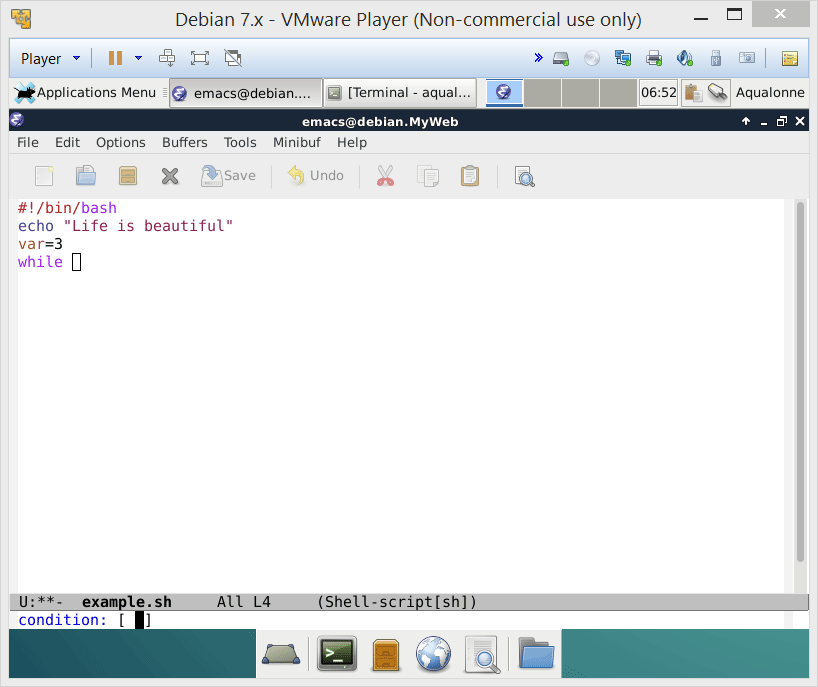 Debian 7.x - VMware Player (Non-commercial use only)
Player
Applications Menu emacs@debian.... [Terminal - aqual... 06:52 Aqualonne
emacs@debian.MyWeb
File Edit Options Buffers Tools Minibuf Help
Save Undo
#!/bin/bash
echo "Life is beautiful"
var=3
while
U:**- example.sh All L4 (Shell-script[sh])
condition: [ ]